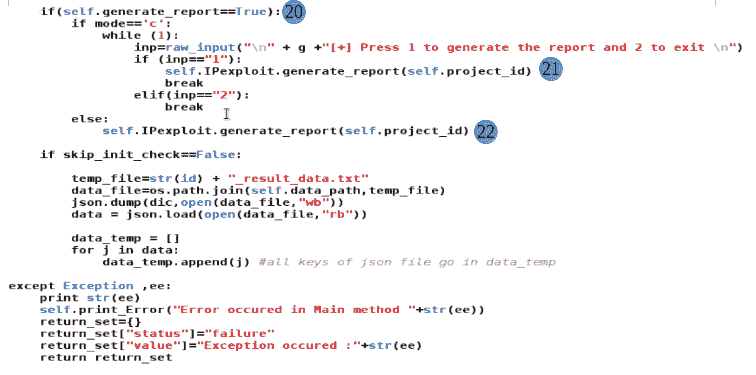 if(self.generate_report==True): 20
if mode=='c':
while (1):
inp=raw_input("\n" + g +"[+] Press 1 to generate the report and 2 to exit \n")
if (inp=="1"):
self.IPexploit.generate_report(self.project_id) 21
break
elif(inp=="2"):
break
else:
self.IPexploit.generate_report(self.project_id) 22
if skip_init_check==False:
temp_file=str(id) + "_result_data.txt"
data_file=os.path.join(self.data_path,temp_file)
json.dump(dic,open(data_file,"wb"))
data = json.load(open(data_file,"rb"))
data_temp = []
for j in data:
data_temp.append(j) #all keys of json file go in data_temp
except Exception ,ee:
print str(ee)
self.print_Error("Error occured in Main method "+str(ee))
return_set={}
return_set["status"]="failure"
return_set["value"]="Exception occured :"+str(ee)
return return_set